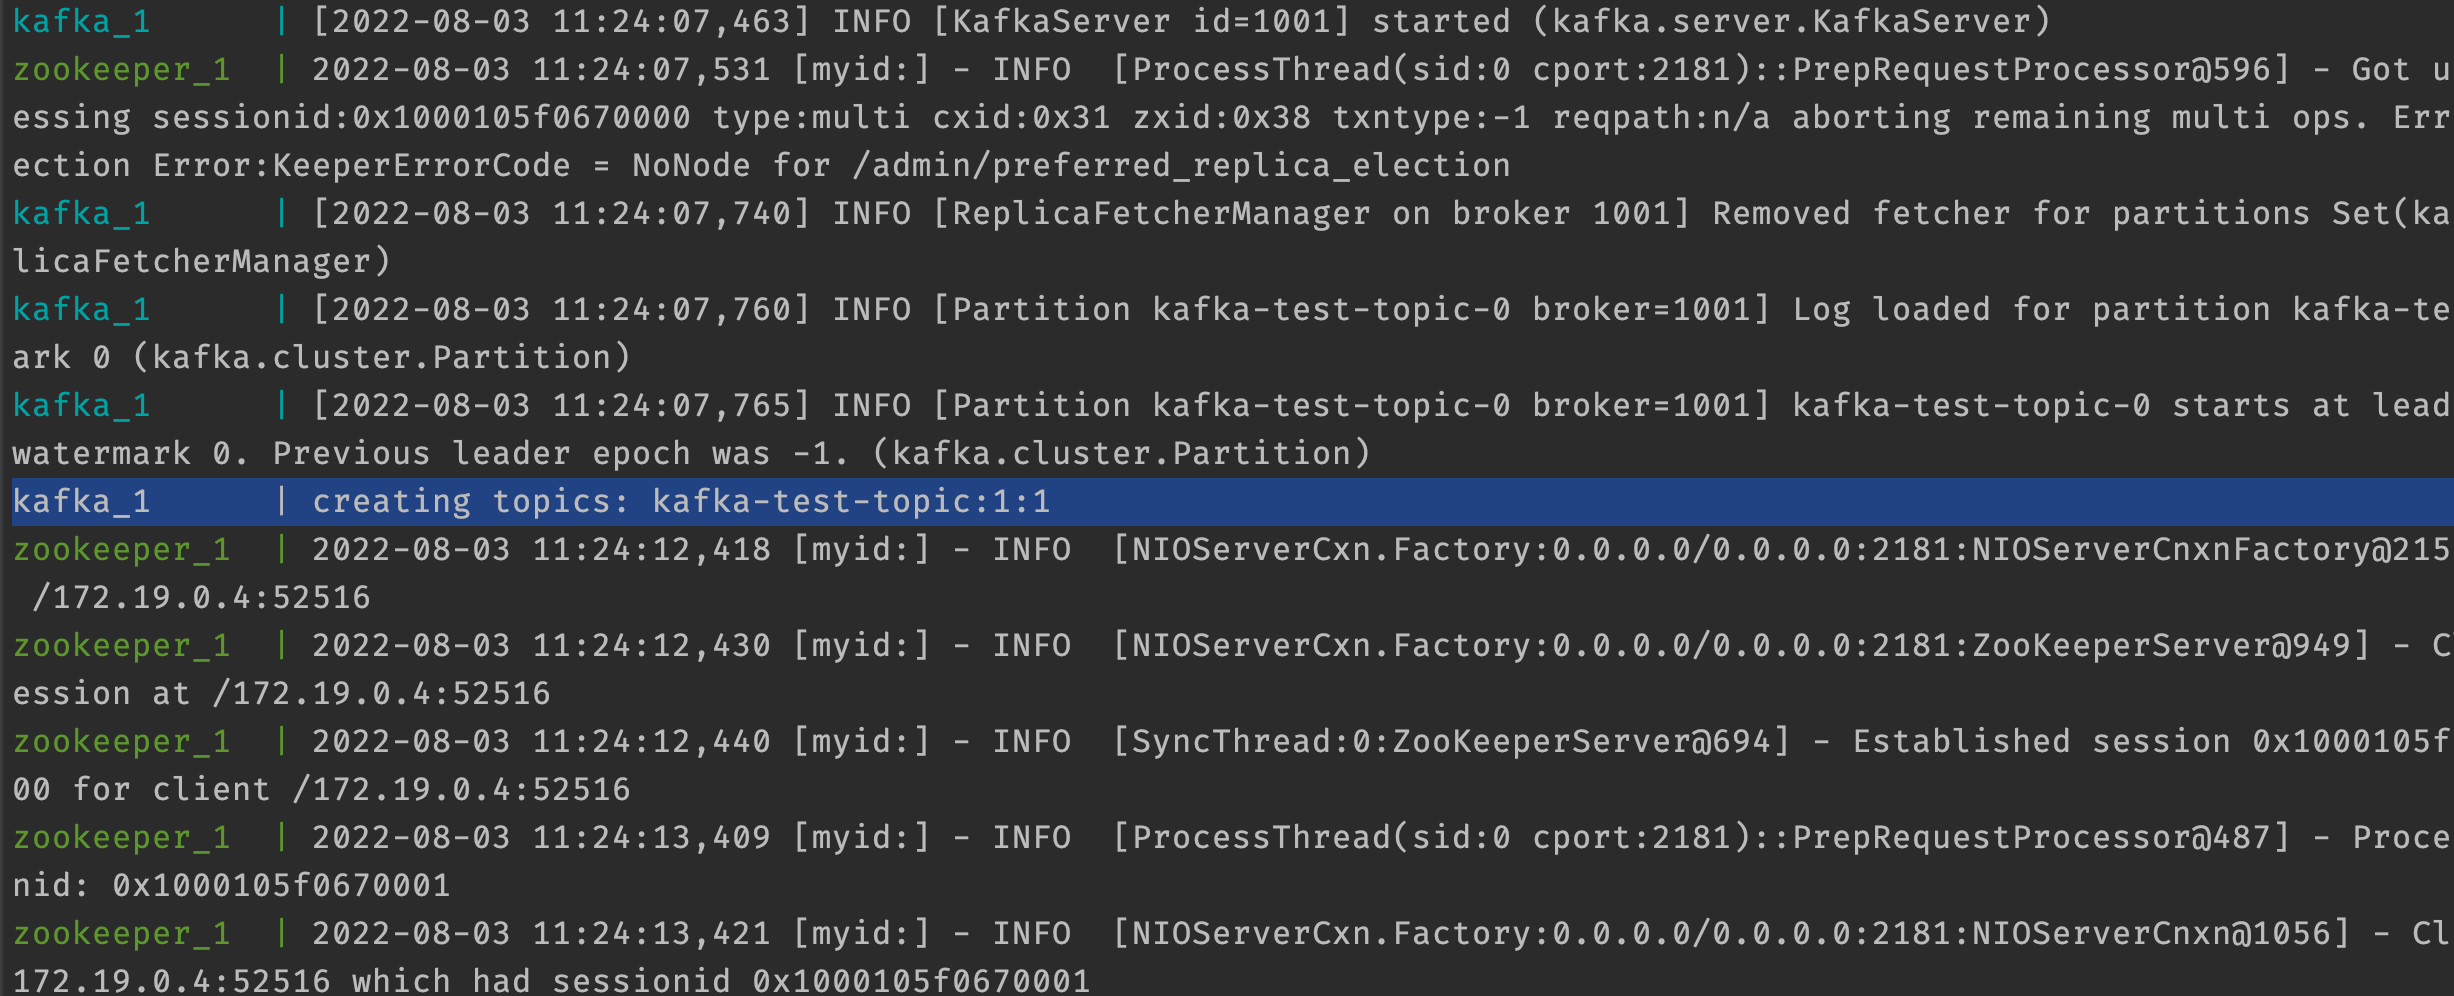 kafka_1      | [2022-08-03 11:24:07,463] INFO [KafkaServer id=1001] started (kafka.server.KafkaServer)
zookeeper_1  | 2022-08-03 11:24:07,531 [myid:] - INFO  [ProcessThread(sid:0 cport:2181)::PrepRequestProcessor@596] - Got u
essing sessionid:0x1000105f0670000 type:multi cxid:0x31 zxid:0x38 txntype:-1 reqpath:n/a aborting remaining multi ops. Err
ection Error:KeeperErrorCode = NoNode for /admin/preferred_replica_election
kafka_1      | [2022-08-03 11:24:07,740] INFO [ReplicaFetcherManager on broker 1001] Removed fetcher for partitions Set(ka
licaFetcherManager)
kafka_1      | [2022-08-03 11:24:07,760] INFO [Partition kafka-test-topic-0 broker=1001] Log loaded for partition kafka-te
ark 0 (kafka.cluster.Partition)
kafka_1      | [2022-08-03 11:24:07,765] INFO [Partition kafka-test-topic-0 broker=1001] kafka-test-topic-0 starts at lead
watermark 0. Previous leader epoch was -1. (kafka.cluster.Partition)
kafka_1      | creating topics: kafka-test-topic:1:1
zookeeper_1  | 2022-08-03 11:24:12,418 [myid:] - INFO  [NIOServerCxn.Factory:0.0.0.0/0.0.0.0:2181:NIOServerCnxnFactory@215
 /172.19.0.4:52516
zookeeper_1  | 2022-08-03 11:24:12,430 [myid:] - INFO  [NIOServerCxn.Factory:0.0.0.0/0.0.0.0:2181:ZooKeeperServer@949] - C
ession at /172.19.0.4:52516
zookeeper_1  | 2022-08-03 11:24:12,440 [myid:] - INFO  [SyncThread:0:ZooKeeperServer@694] - Established session 0x1000105f
00 for client /172.19.0.4:52516
zookeeper_1  | 2022-08-03 11:24:13,409 [myid:] - INFO  [ProcessThread(sid:0 cport:2181)::PrepRequestProcessor@487] - Proce
nid: 0x1000105f0670001
zookeeper_1  | 2022-08-03 11:24:13,421 [myid:] - INFO  [NIOServerCxn.Factory:0.0.0.0/0.0.0.0:2181:NIOServerCnxn@1056] - Cl
172.19.0.4:52516 which had sessionid 0x1000105f0670001